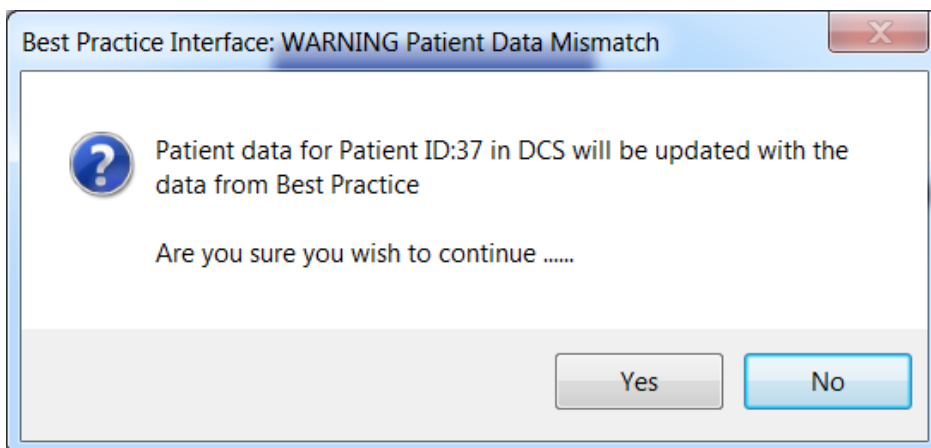 Best Practice Interface: WARNING Patient Data Mismatch
Patient data for Patient ID:37 in DCS will be updated with the
data from Best Practice
Are you sure you wish to continue ......
Yes No